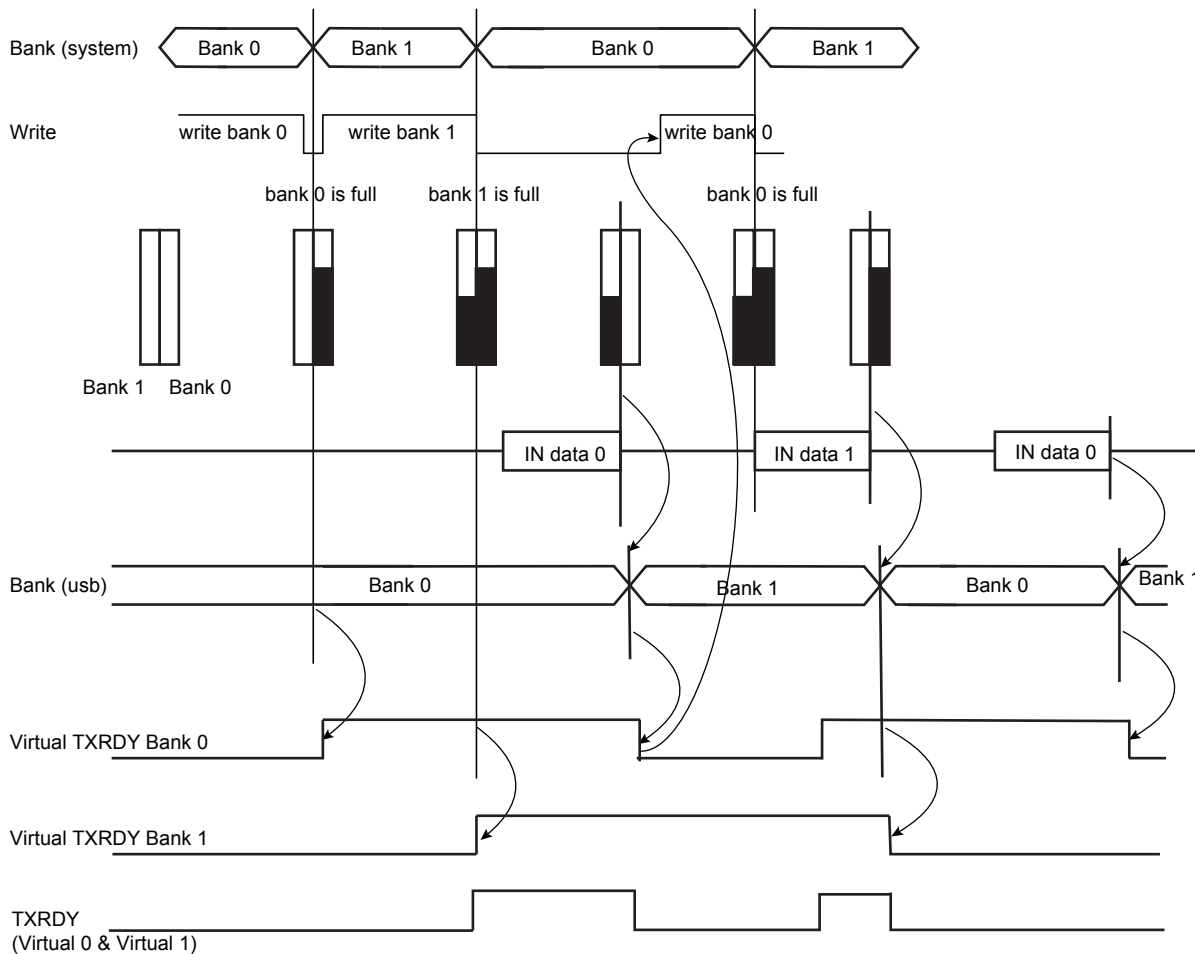 Bank (system)
Bank 0
Bank 1
Bank 0
Bank 1
Write
write bank 0
write bank 1
write bank 0
bank 0 is full
bank 1 is full
bank 0 is full
Bank 1
Bank 0
IN data 0
IN data 1
IN data 0
Bank (usb)
Bank 0
Bank 1
Bank 0
Bank 1
Virtual TXRDY Bank 0
Virtual TXRDY Bank 1
TXRDY
(Virtual 0 & Virtual 1)